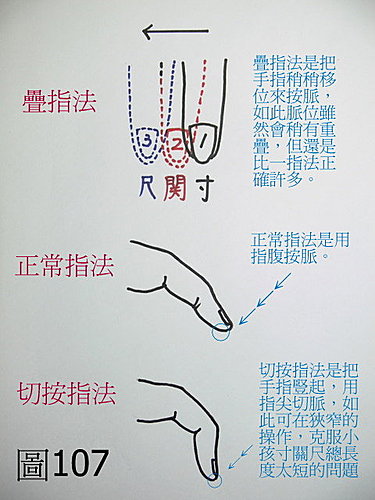 疊指法
疊指法是把
手指稍稍移
位來按脈，
如此脈位雖
然會稍有重
疊，但還是
比一指法正
確許多。
3 2 1
尺 関 寸
正常指法
正常指法是用
指腹按脈。
切按指法
切按指法是把
手指豎起，用
指尖切脈，如
此可在狹窄的
操作，克服小
孩寸關尺總長
度太短的問題
圖107